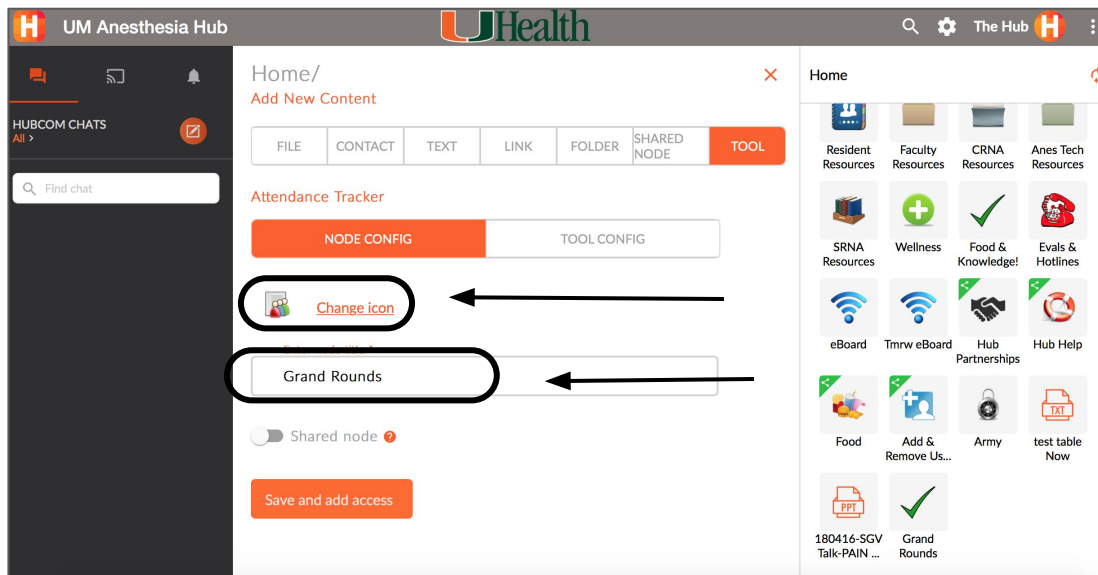 H UM Anesthesia Hub
UHealth
The Hub H
HUBCOM CHATS
All >
Find chat
Home/
Add New Content
FILE CONTACT TEXT LINK FOLDER SHARED NODE TOOL
Attendance Tracker
NODE CONFIG TOOL CONFIG
Change icon
Grand Rounds
Shared node ?
Save and add access
Home
Resident Resources
Faculty Resources
CRNA Resources
Anes Tech Resources
SRNA Resources
Wellness
Food & Knowledge!
Evals & Hotlines
eBoard
Tmrw eBoard
Hub Partnerships
Hub Help
Food
Add & Remove Us...
Army
TXT
test table Now
PPT
180416-SGV Talk-PAIN ...
Grand Rounds